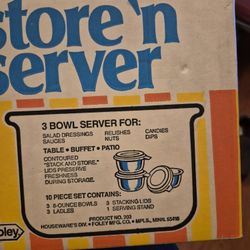 store 'n
server
3 BOWL SERVER FOR:
SALAD DRESSINGS RELISHES CANDIES
SAUCES NUTS DIPS
TABLE • BUFFET • PATIO
CONTOURED
"STACK AND STORE."
LIDS PRESERVE
FRESHNESS
DURING STORAGE.
10 PIECE SET CONTAINS:
3 8-OUNCE BOWLS 3 STACKING LIDS
3 LADLES 1 SERVING STAND
PRODUCT NO. 203
HOUSEWARES DIV. • FOLEY MFG. CO. • MPLS., MINN. 55418
oley